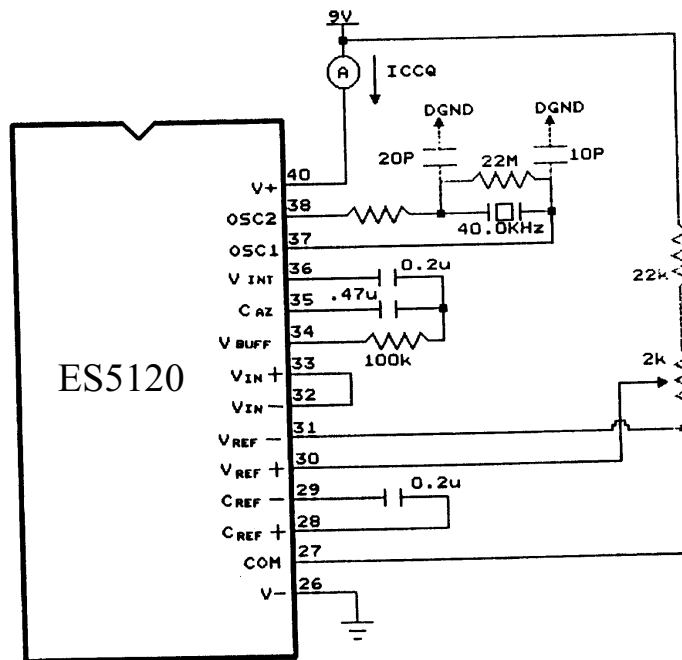 9V
A
ICCQ
DGND
DGND
20P
22M
10P
40
V+
38
OSC2
40.0KHz
37
OSC1
36
0.2u
V INT
22k
35
.47u
C AZ
34
V BUFF
100k
33
ES5120
VIN +
2k
32
VIN -
31
VREF -
30
VREF +
29
0.2u
CREF -
28
CREF +
27
COM
26
V-